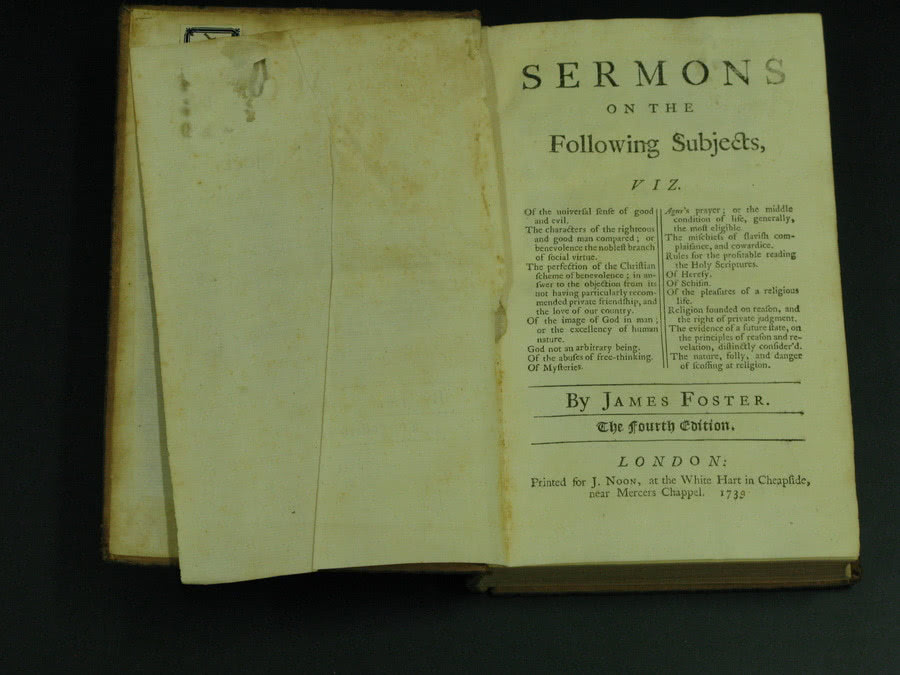 SERMONS
ON THE
Following Subjects,
VIZ.
Of the univerſal ſenſe of good
and evil.
The characters of the righteous
and good man compared; or
benevolence the nobleſt branch
of ſocial virtue.
The perfection of the Chriſtian
ſcheme of benevolence; in an-
ſwer to the objection from its
not having particularly recom-
mended private friendſhip, and
the love of our country.
Of the image of God in man;
or the excellency of human
nature.
God not an arbitrary being.
Of the abuſes of free-thinking.
Of Myſteries.
Agur's prayer; or the middle
condition of life, generally,
the moſt eligible.
The miſchiefs of ſlaviſh com-
plaiſance, and cowardice.
Rules for the profitable reading
the Holy Scriptures.
Of Hereſy.
Of Schiſm.
Of the pleaſures of a religious
life.
Religion founded on reaſon, and
the right of private judgment.
The evidence of a future ſtate, on
the principles of reaſon and re-
velation, diſtinctly conſider'd.
The nature, folly, and danger
of ſcoffing at religion.
By JAMES FOSTER.
The Fourth Edition.
LONDON:
Printed for J. NOON, at the White Hart in Cheapſide,
near Mercers Chappel. 1739